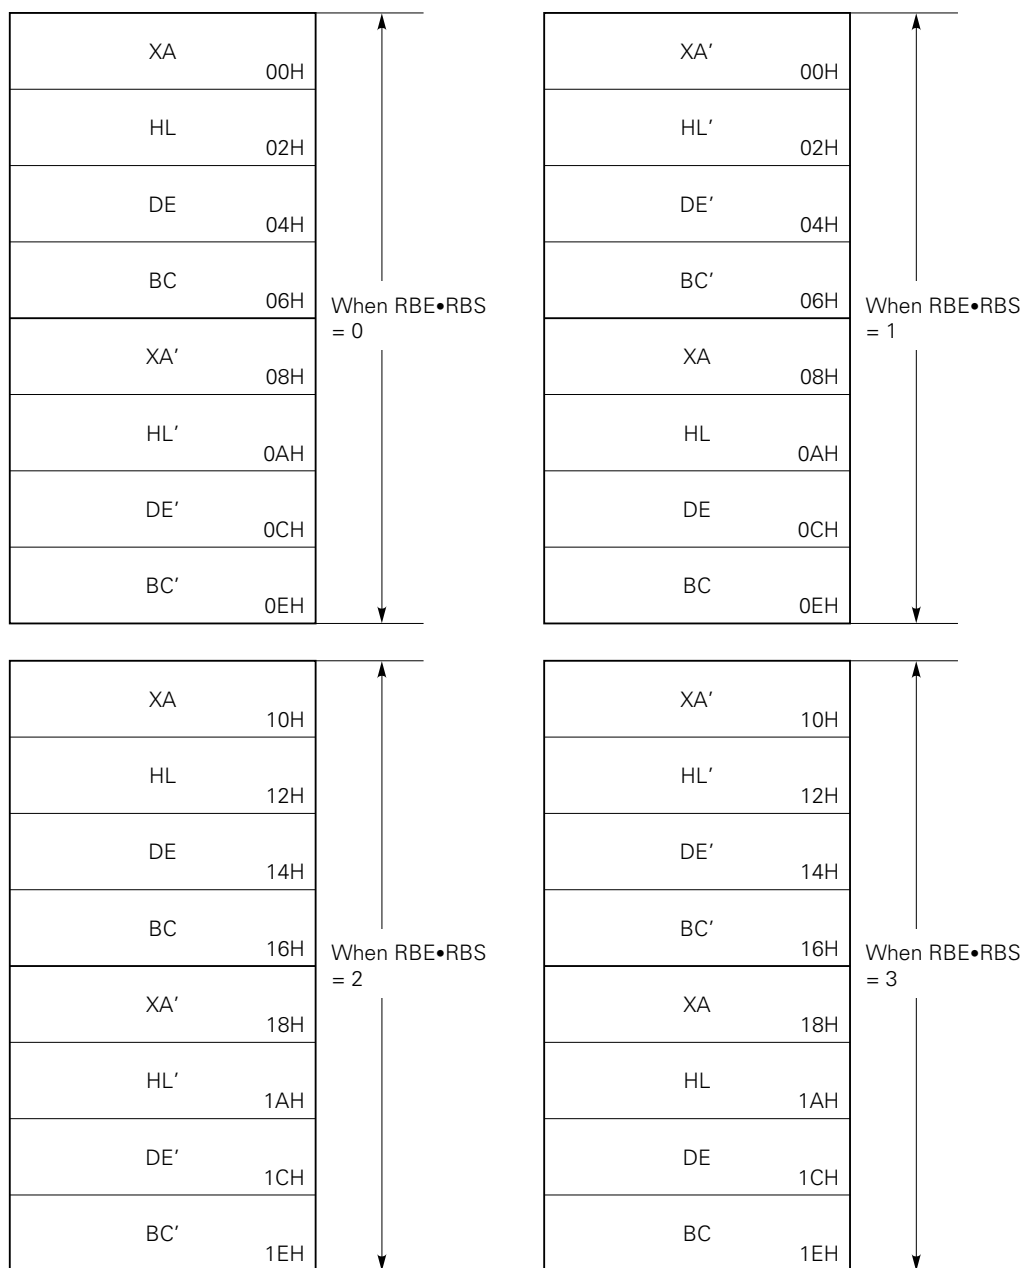 XA
00H
HL
02H
DE
04H
BC
06H
XA′
08H
HL′
0AH
DE′
0CH
BC′
0EH
When RBE•RBS
= 0
XA′
00H
HL′
02H
DE′
04H
BC′
06H
XA
08H
HL
0AH
DE
0CH
BC
0EH
When RBE•RBS
= 1
XA
10H
HL
12H
DE
14H
BC
16H
XA′
18H
HL′
1AH
DE′
1CH
BC′
1EH
When RBE•RBS
= 2
XA′
10H
HL′
12H
DE′
14H
BC′
16H
XA
18H
HL
1AH
DE
1CH
BC
1EH
When RBE•RBS
= 3